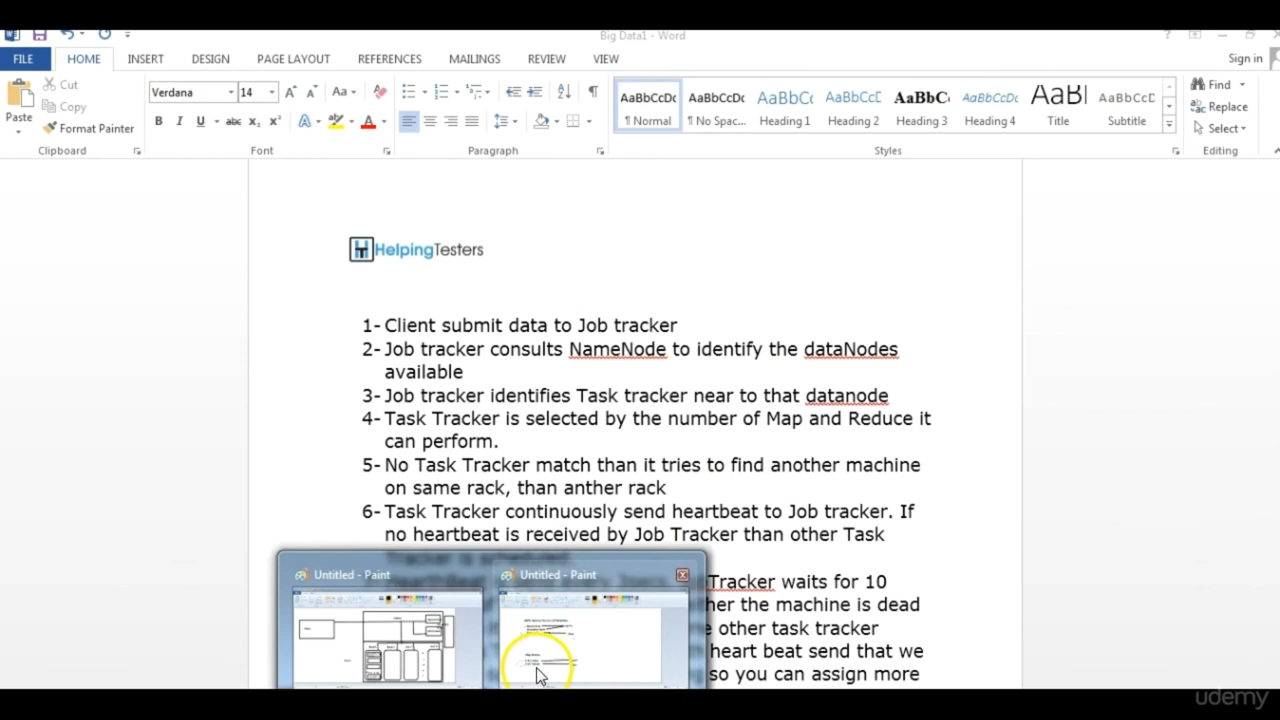 Big Data1 - Word
FILE HOME INSERT DESIGN PAGE LAYOUT REFERENCES MAILINGS REVIEW VIEW Sign in
Cut
Copy
Format Painter
Paste
Clipboard
Verdana 14
Font
Paragraph
AaBbCcDc AaBbCcDc AaBbC AaBbCcD AaBbC AaBbCcDc AaB AaBbCcD
¶ Normal ¶ No Spac... Heading 1 Heading 2 Heading 3 Heading 4 Title Subtitle
Styles
Find
Replace
Select
Editing
HelpingTesters
1- Client submit data to Job tracker
2- Job tracker consults NameNode to identify the dataNodes
available
3- Job tracker identifies Task tracker near to that datanode
4- Task Tracker is selected by the number of Map and Reduce it
can perform.
5- No Task Tracker match than it tries to find another machine
on same rack, than anther rack
6- Task Tracker continuously send heartbeat to Job tracker. If
no heartbeat is received by Job Tracker than other Task
Tracker is scheduled
Tracker waits for 10
her the machine is dead
other task tracker
heart beat send that we
so you can assign more
Untitled - Paint
Untitled - Paint
udemy